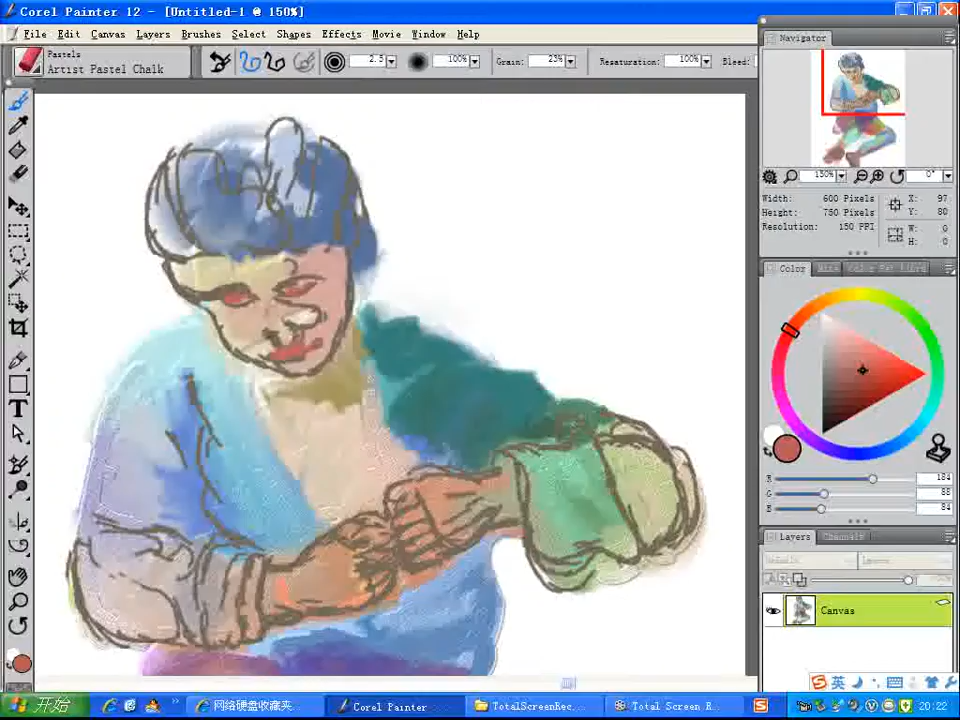 Corel Painter 12 - [Untitled-1 @ 150%]
File Edit Canvas Layers Brushes Select Shapes Effects Movie Window Help
Pastels
Artist Pastel Chalk
2.5
100%
Grain: 23%
Resaturation: 100%
Bleed:
Navigator
150%
0°
Width: 600 Pixels
Height: 750 Pixels
Resolution: 150 PPI
X: 97
Y: 80
W: 0
H: 0
Color
R 184
G 88
B 84
Layers Channels
Canvas
英
开始
网络硬盘收藏夹...
Corel Painter
TotalScreenRec...
Total Screen R...
20:22